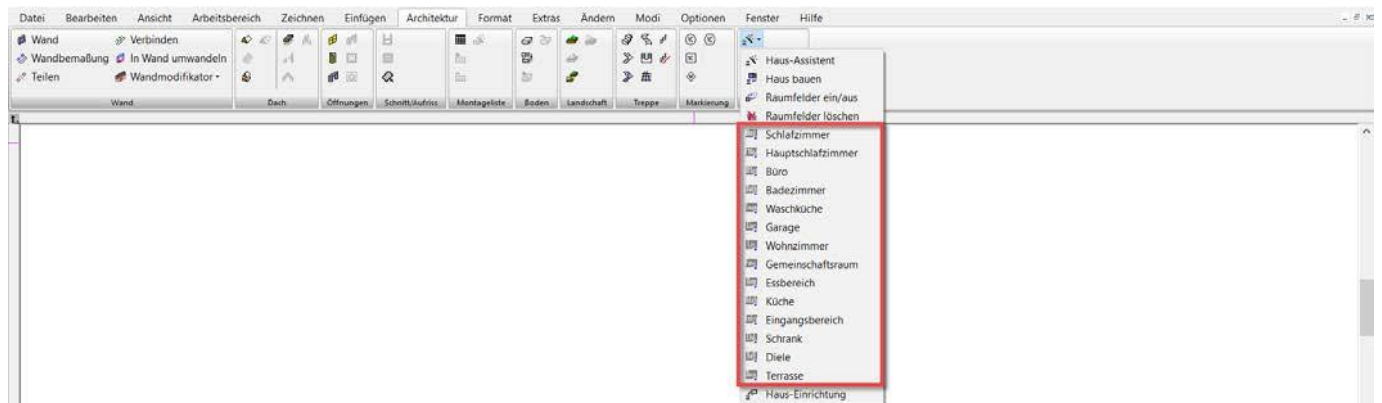 Datei Bearbeiten Ansicht Arbeitsbereich Zeichnen Einfügen Architektur Format Extras Ändern Modi Optionen Fenster Hilfe
Wand Verbinden
Wandbemaßung In Wand umwandeln
Teilen Wandmodifikator
Wand Dach Öffnungen Schnitt/Aufriss Montageliste Boden Landschaft Treppe Markierung
Haus-Assistent
Haus bauen
Raumfelder ein/aus
Raumfelder löschen
Schlafzimmer
Hauptschlafzimmer
Büro
Badezimmer
Waschküche
Garage
Wohnzimmer
Gemeinschaftsraum
Essbereich
Küche
Eingangsbereich
Schrank
Diele
Terrasse
Haus-Einrichtung